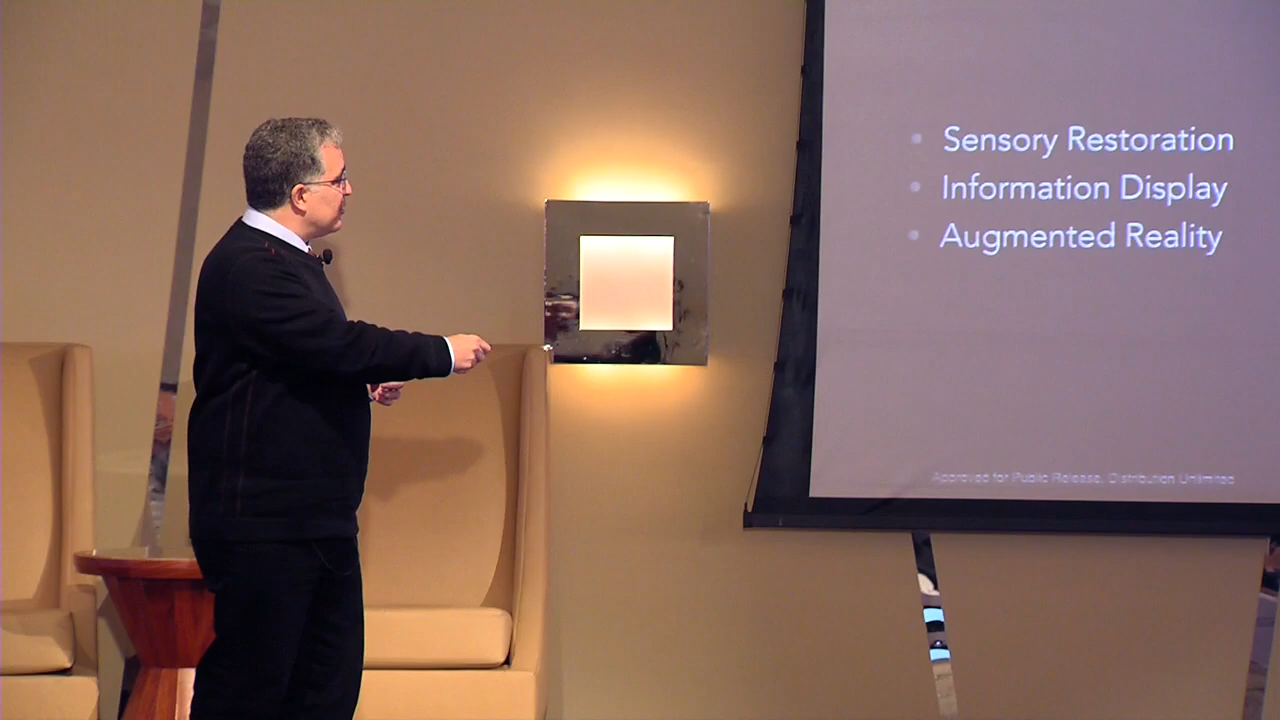 Sensory Restoration
Information Display
Augmented Reality
Approved for Public Release, Distribution Unlimited